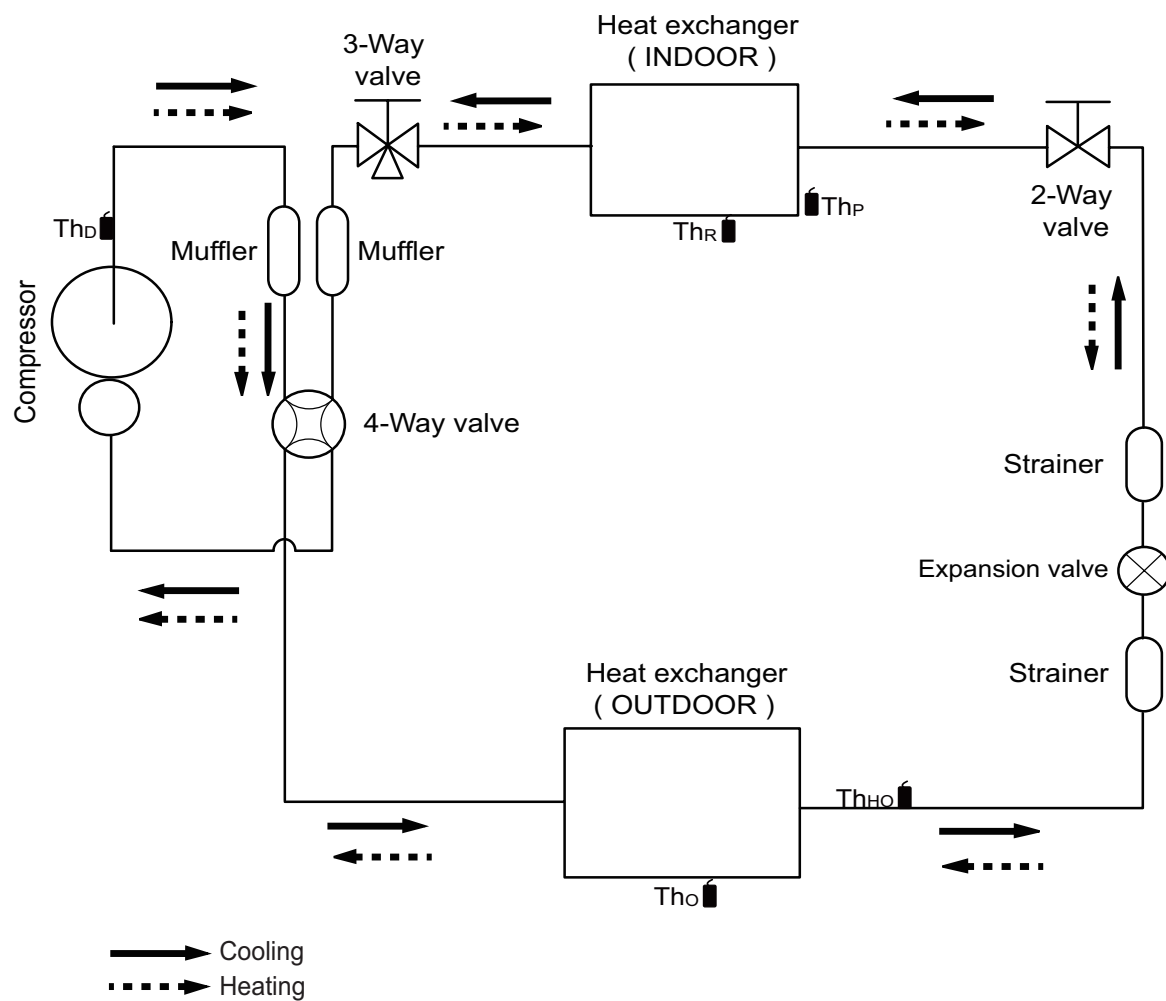 Heat exchanger
( INDOOR )
3-Way
valve
2-Way
valve
ThD
ThP
ThR
Muffler
Muffler
Compressor
4-Way valve
Strainer
Expansion valve
Strainer
Heat exchanger
( OUTDOOR )
ThHO
ThO
Cooling
Heating